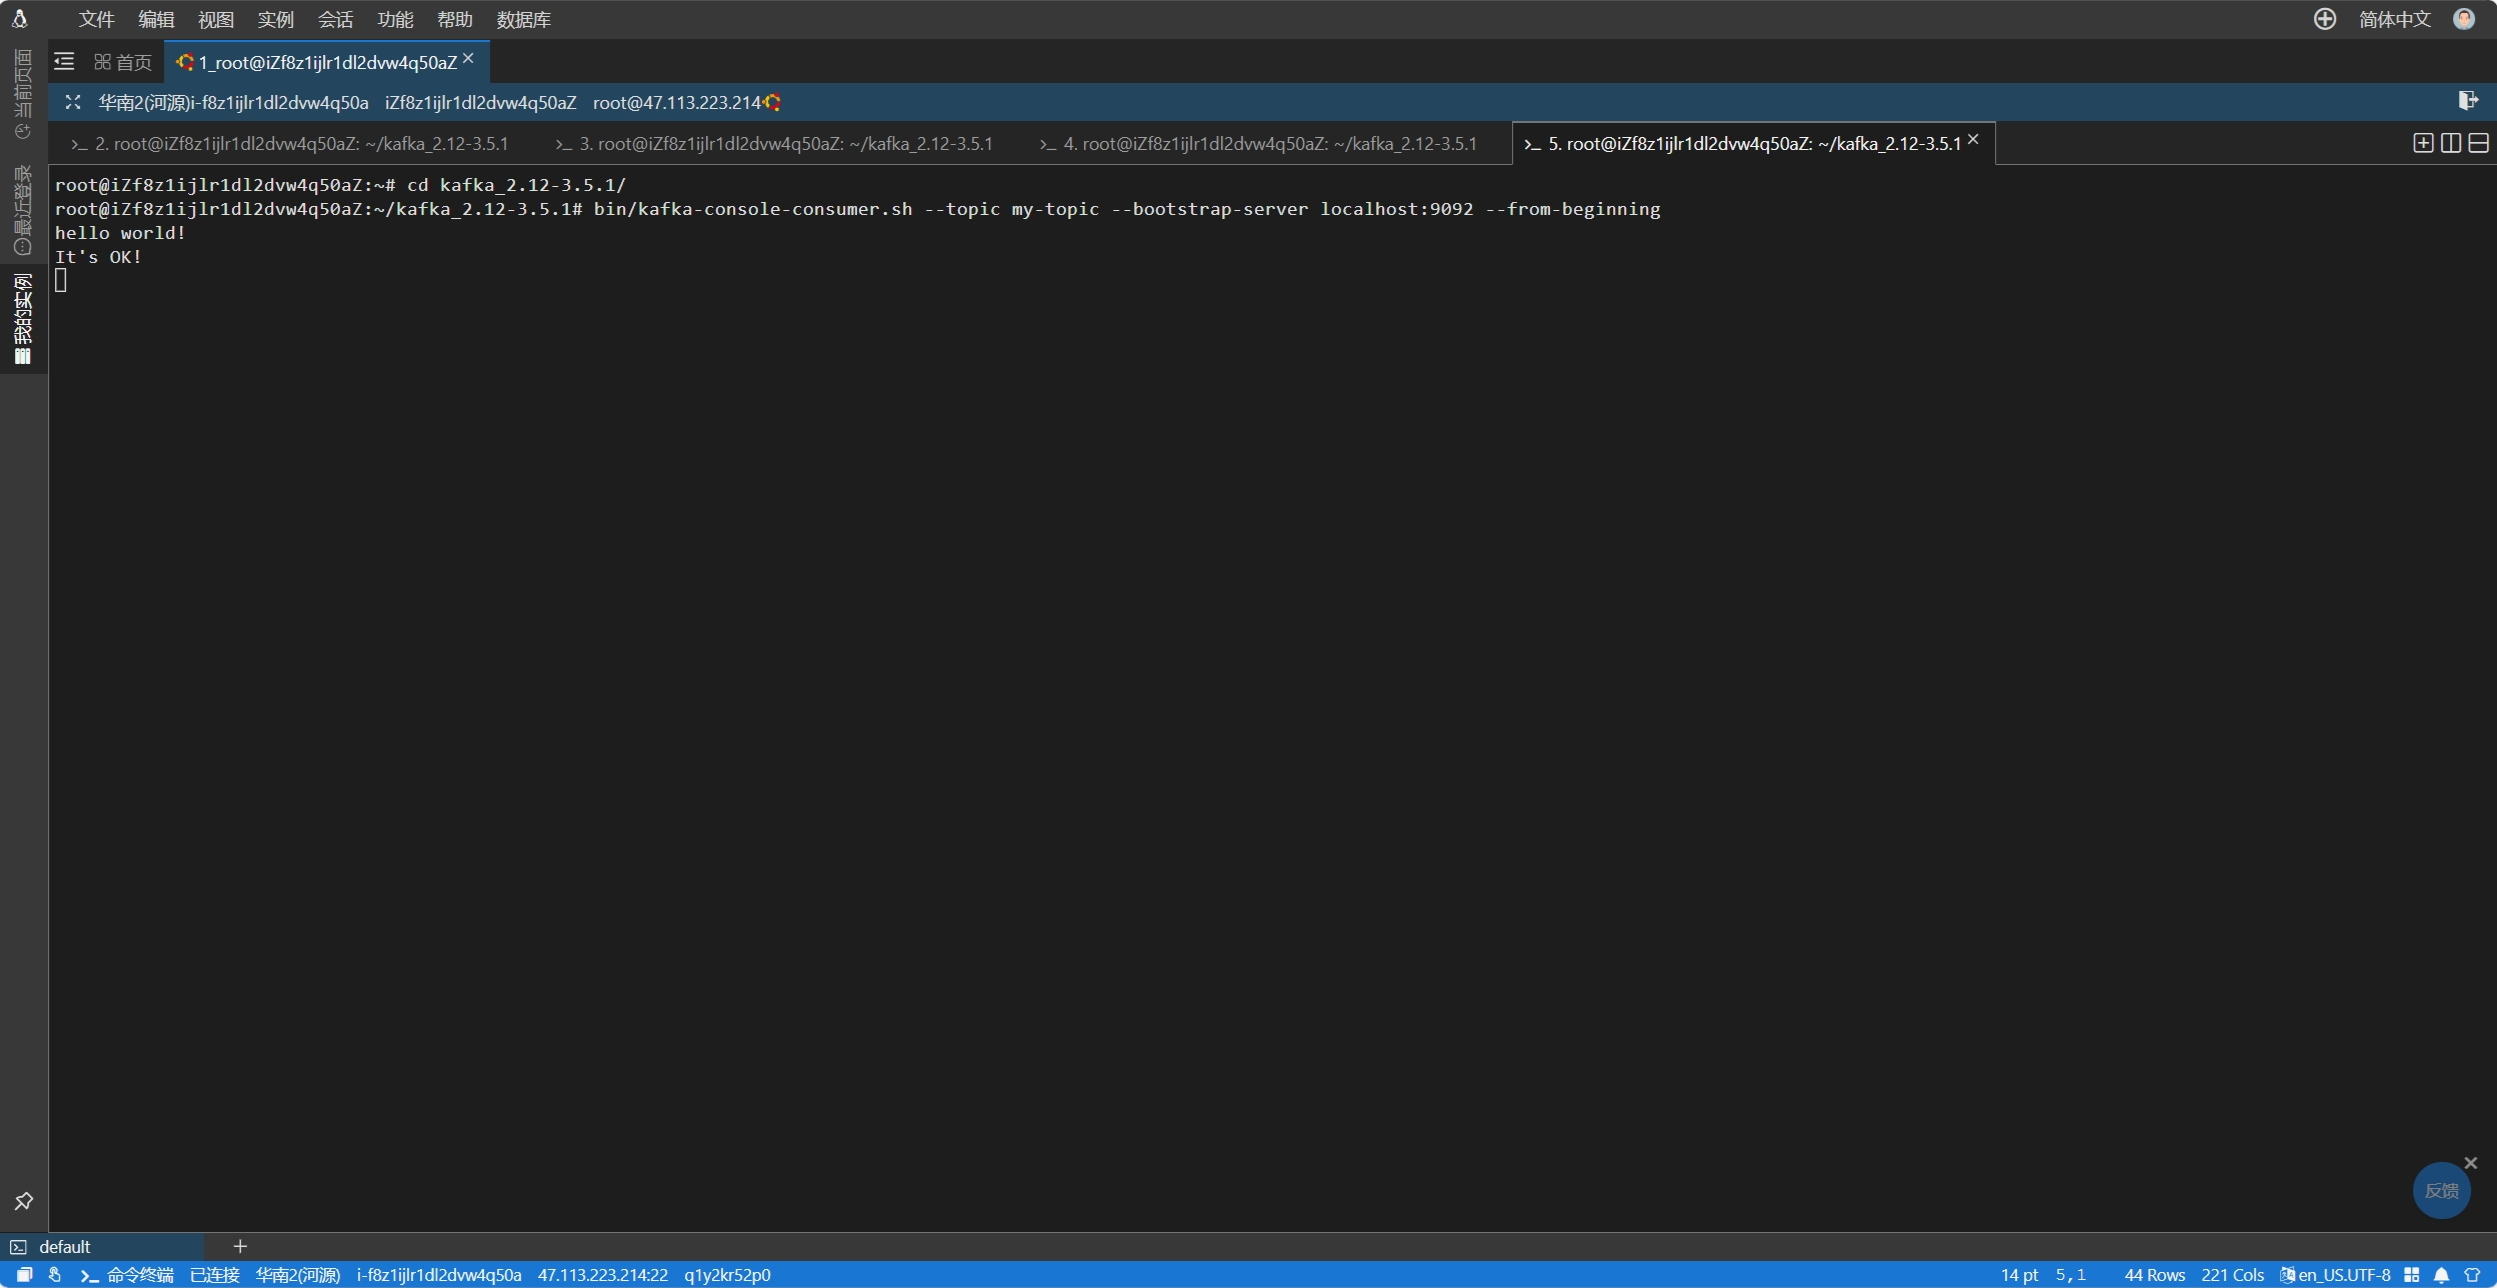 文件 编辑 视图 实例 会话 功能 帮助 数据库 简体中文
首页 1_root@iZf8z1ijlr1dl2dvw4q50aZ
华南2(河源)i-f8z1ijlr1dl2dvw4q50a iZf8z1ijlr1dl2dvw4q50aZ root@47.113.223.214
2. root@iZf8z1ijlr1dl2dvw4q50aZ: ~/kafka_2.12-3.5.1 3. root@iZf8z1ijlr1dl2dvw4q50aZ: ~/kafka_2.12-3.5.1 4. root@iZf8z1ijlr1dl2dvw4q50aZ: ~/kafka_2.12-3.5.1 5. root@iZf8z1ijlr1dl2dvw4q50aZ: ~/kafka_2.12-3.5.1
当前页面
最近登录
我的实例
root@iZf8z1ijlr1dl2dvw4q50aZ:~# cd kafka_2.12-3.5.1/
root@iZf8z1ijlr1dl2dvw4q50aZ:~/kafka_2.12-3.5.1# bin/kafka-console-consumer.sh --topic my-topic --bootstrap-server localhost:9092 --from-beginning
hello world!
It's OK!
反馈
default
命令终端 已连接 华南2(河源) i-f8z1ijlr1dl2dvw4q50a 47.113.223.214:22 q1y2kr52p0 14 pt 5,1 44 Rows 221 Cols en_US.UTF-8